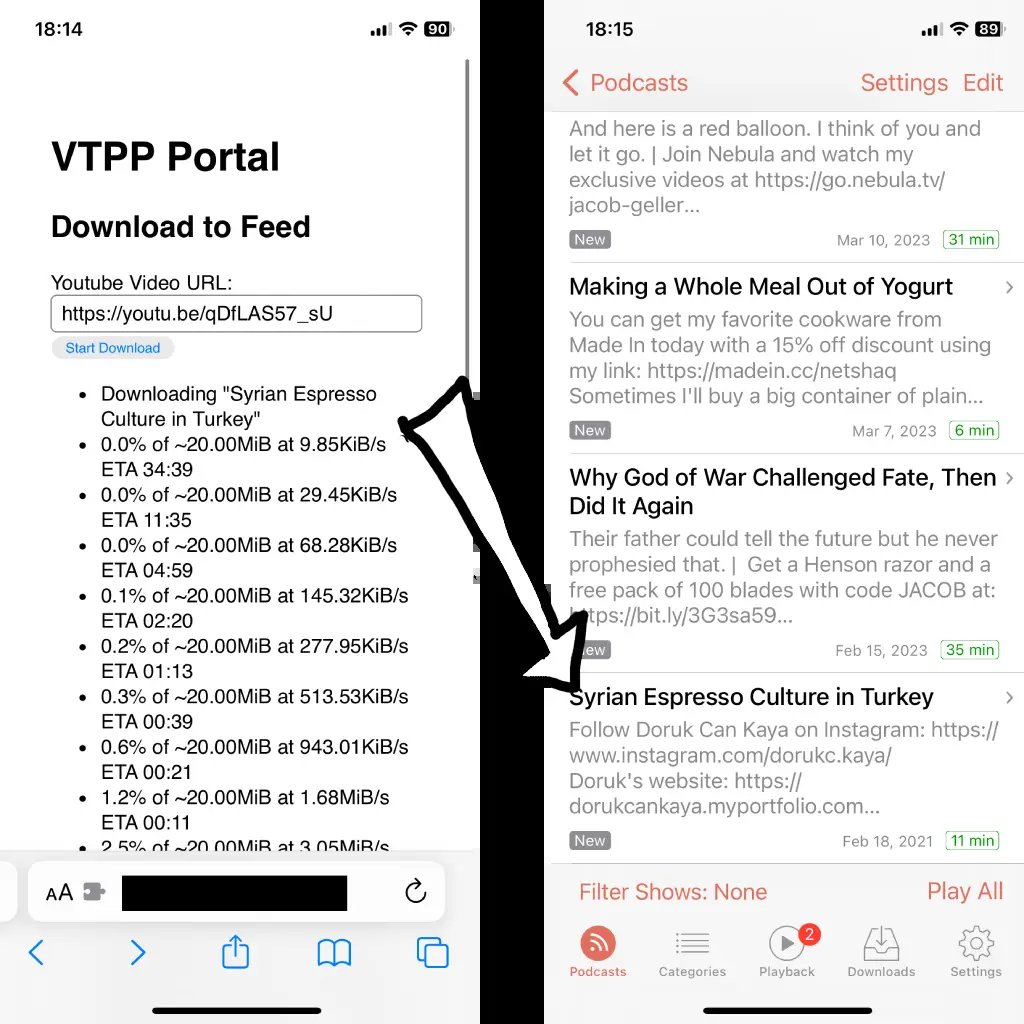 18:14
90
VTPP Portal
Download to Feed
Youtube Video URL:
https://youtu.be/qDfLAS57_sU
Start Download
• Downloading "Syrian Espresso
Culture in Turkey"
• 0.0% of ~20.00MiB at 9.85KiB/s
ETA 34:39
• 0.0% of ~20.00MiB at 29.45KiB/s
ETA 11:35
• 0.0% of ~20.00MiB at 68.28KiB/s
ETA 04:59
• 0.1% of ~20.00MiB at 145.32KiB/s
ETA 02:20
• 0.2% of ~20.00MiB at 277.95KiB/s
ETA 01:13
• 0.3% of ~20.00MiB at 513.53KiB/s
ETA 00:39
• 0.6% of ~20.00MiB at 943.01KiB/s
ETA 00:21
• 1.2% of ~20.00MiB at 1.68MiB/s
ETA 00:11
• 2.5% of ~20.00MiB at 3.05MiB/s
AA
18:15
89
Podcasts
Settings Edit
And here is a red balloon. I think of you and
let it go. | Join Nebula and watch my
exclusive videos at https://go.nebula.tv/
jacob-geller...
New Mar 10, 2023 31 min
Making a Whole Meal Out of Yogurt
You can get my favorite cookware from
Made In today with a 15% off discount using
my link: https://madein.cc/netshaq
Sometimes I'll buy a big container of plain...
New Mar 7, 2023 6 min
Why God of War Challenged Fate, Then
Did It Again
Their father could tell the future but he never
prophesied that. | Get a Henson razor and a
free pack of 100 blades with code JACOB at:
https://bit.ly/3G3sa59...
New Feb 15, 2023 35 min
Syrian Espresso Culture in Turkey
Follow Doruk Can Kaya on Instagram: https://
www.instagram.com/dorukc.kaya/
Doruk's website: https://
dorukcankaya.myportfolio.com...
New Feb 18, 2021 11 min
Filter Shows: None Play All
2
Podcasts Categories Playback Downloads Settings